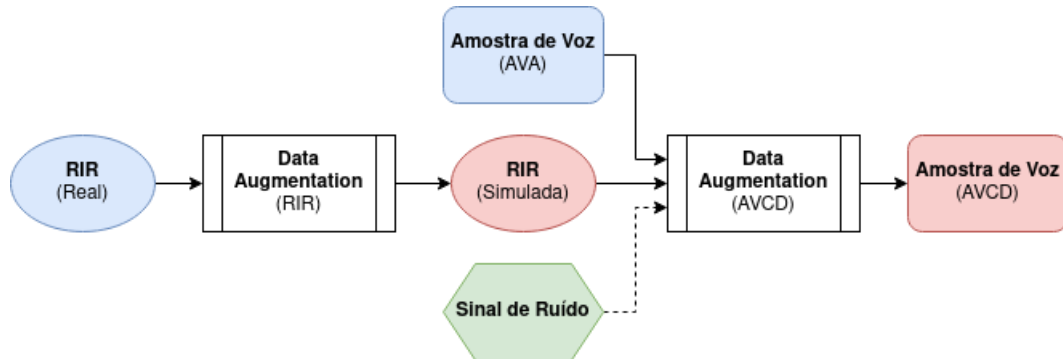 Amostra de Voz
(AVA)
RIR
(Real)
Data
Augmentation
(RIR)
RIR
(Simulada)
Data
Augmentation
(AVCD)
Amostra de Voz
(AVCD)
Sinal de Ruído